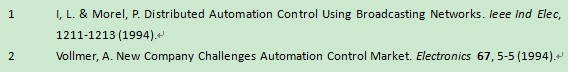 1 I, L. & Morel, P. Distributed Automation Control Using Broadcasting Networks. Ieee Ind Elec,
1211-1213 (1994).↵
2 Vollmer, A. New Company Challenges Automation Control Market. Electronics 67, 5-5 (1994).↵